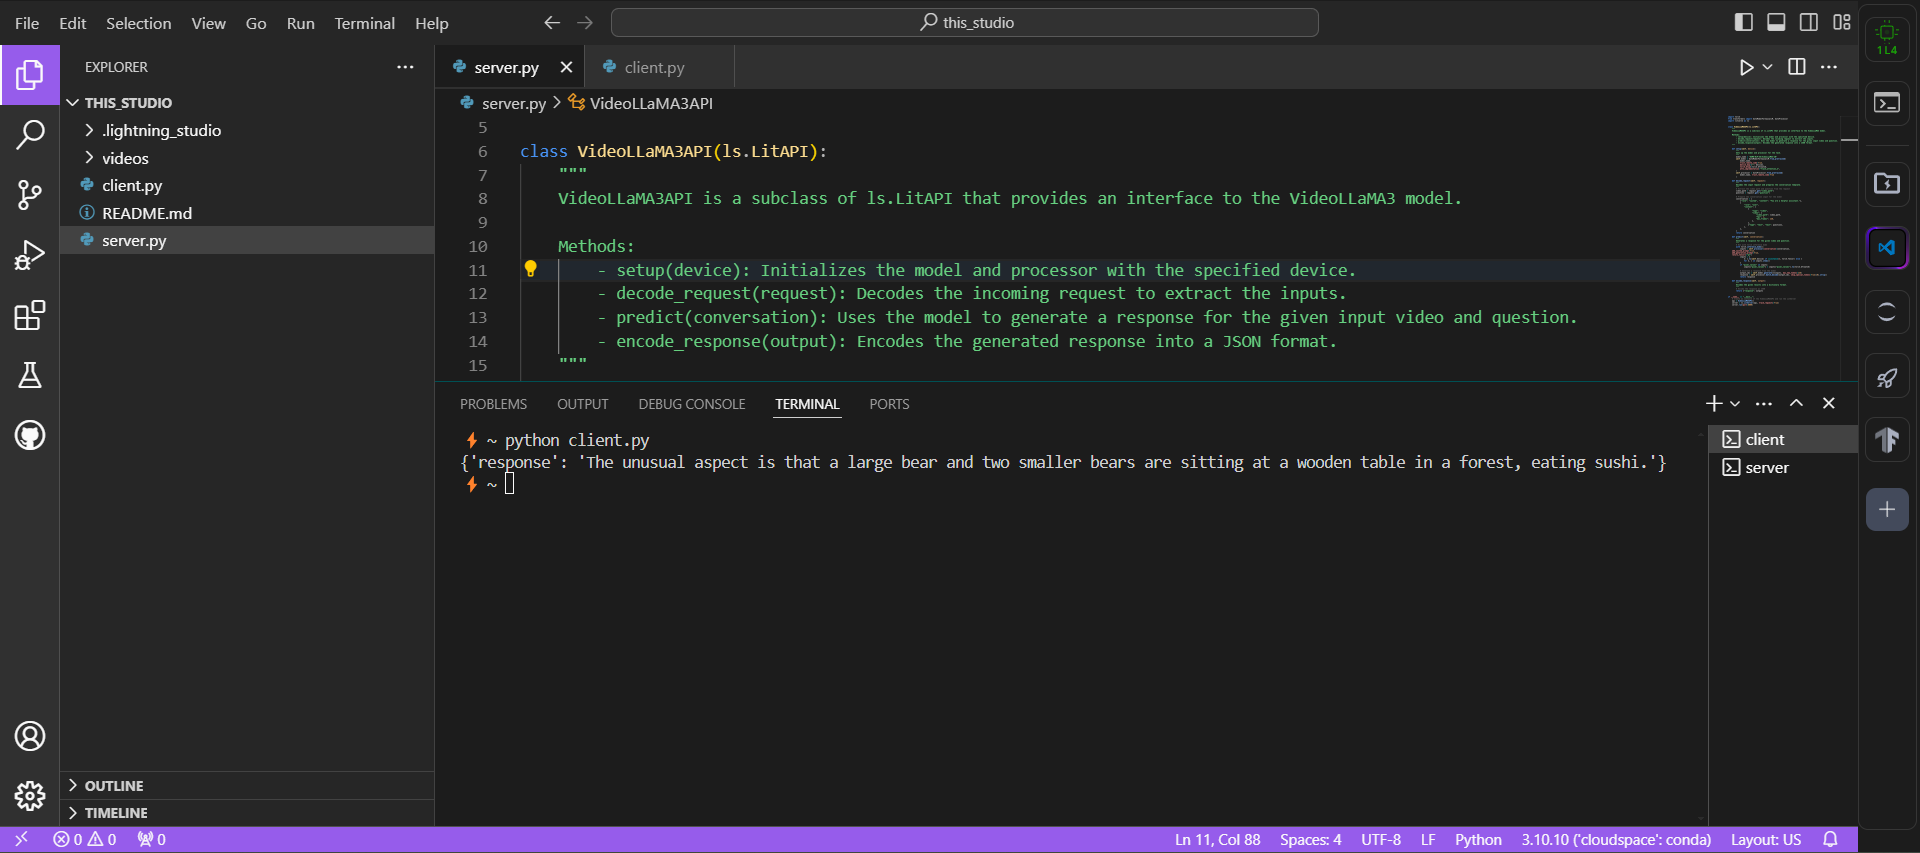 File Edit Selection View Go Run Terminal Help
this_studio
1 L4
EXPLORER
THIS_STUDIO
.lightning_studio
videos
client.py
README.md
server.py
OUTLINE
TIMELINE
server.py client.py
server.py > VideoLLaMA3API
5
6 class VideoLLaMA3API(ls.LitAPI):
7 """
8 VideoLLaMA3API is a subclass of ls.LitAPI that provides an interface to the VideoLLaMA3 model.
9
10 Methods:
11 - setup(device): Initializes the model and processor with the specified device.
12 - decode_request(request): Decodes the incoming request to extract the inputs.
13 - predict(conversation): Uses the model to generate a response for the given input video and question.
14 - encode_response(output): Encodes the generated response into a JSON format.
15 """
PROBLEMS OUTPUT DEBUG CONSOLE TERMINAL PORTS
~ python client.py
{'response': 'The unusual aspect is that a large bear and two smaller bears are sitting at a wooden table in a forest, eating sushi.'}
~
client
server
0 0 0
Ln 11, Col 88 Spaces: 4 UTF-8 LF Python 3.10.10 ('cloudspace': conda) Layout: US